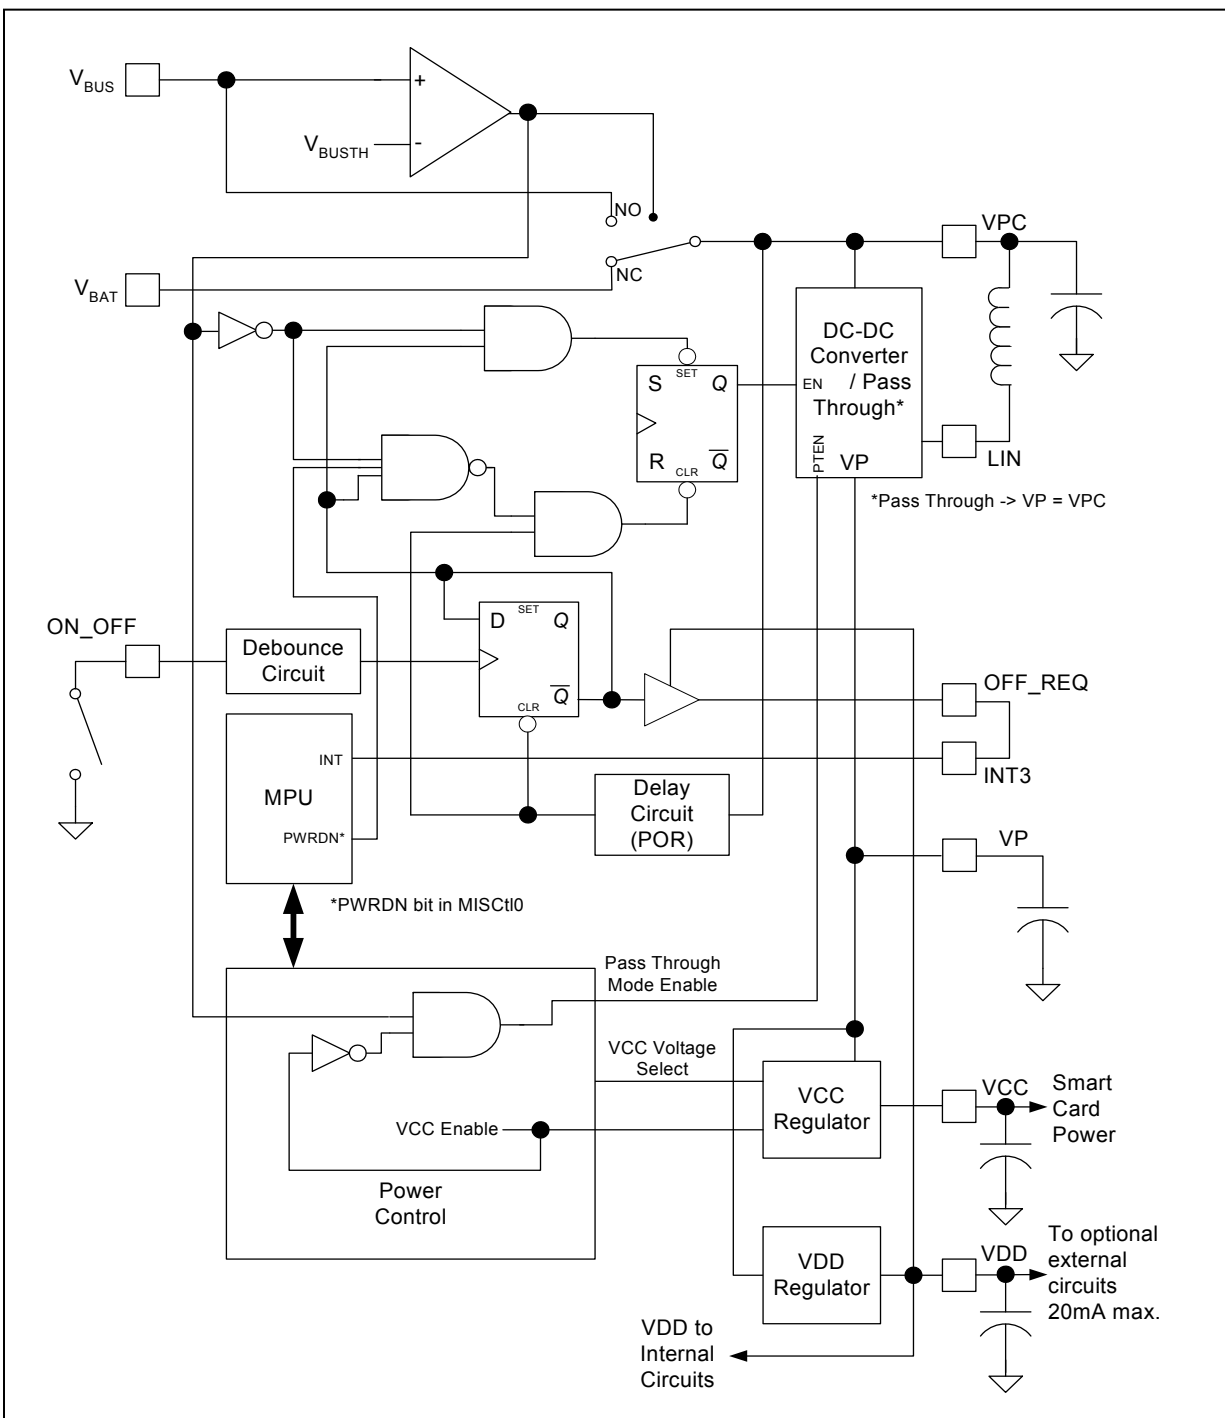 V_BUS
+
V_BUSTH
-
NO
VPC
NC
V_BAT
DC-DC
Converter
/ Pass
Through*
EN
PTEN
VP
S
SET
Q
R
CLR
Q
LIN
*Pass Through -> VP = VPC
ON_OFF
Debounce
Circuit
D
SET
Q
Q
CLR
OFF_REQ
INT
MPU
PWRDN*
INT3
Delay
Circuit
(POR)
VP
*PWRDN bit in MISCtl0
Pass Through
Mode Enable
VCC Voltage
Select
VCC Enable
Power
Control
VCC
Regulator
VCC
Smart
Card
Power
VDD
Regulator
VDD
To optional
external
circuits
20mA max.
VDD to
Internal
Circuits